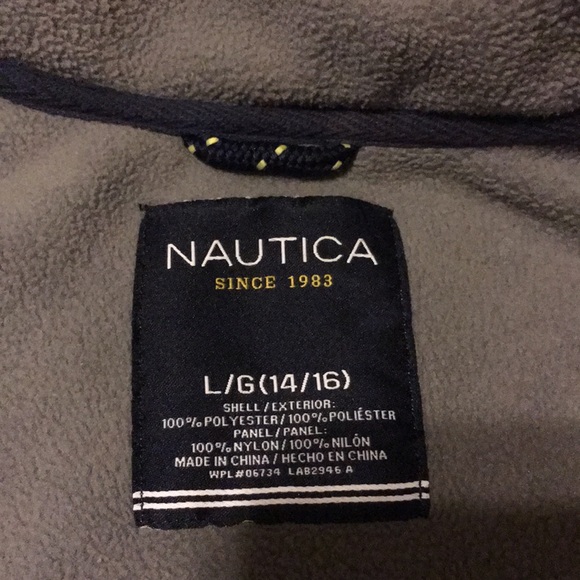 NAUTICA
SINCE 1983
L/G(14/16)
SHELL/EXTERIOR:
100% POLYESTER/100% POLIÉSTER
PANEL/PANEL:
100% NYLON/100% NILÓN
MADE IN CHINA/HECHO EN CHINA
WPL#06734 LAB2946 A